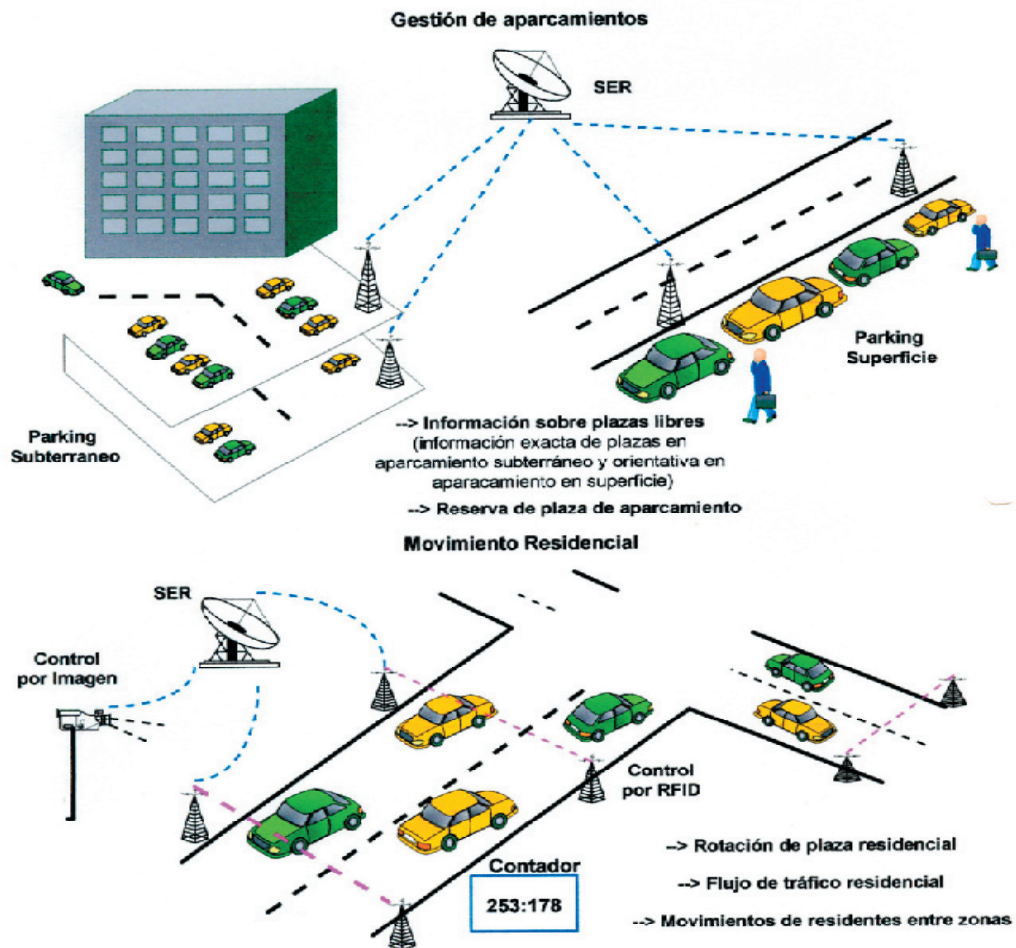 Gestión de aparcamientos
SER
Parking
Superficie
Parking
Subterraneo
--> Información sobre plazas libres
(información exacta de plazas en
aparcamiento subterráneo y orientativa en
aparacamiento en superficie)
--> Reserva de plaza de aparcamiento
Movimiento Residencial
SER
Control
por Imagen
Control
por RFID
Contador
253:178
--> Rotación de plaza residencial
--> Flujo de tráfico residencial
--> Movimientos de residentes entre zonas